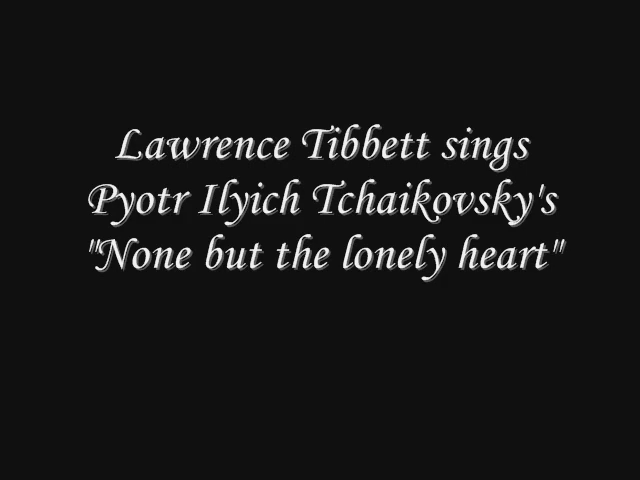 Lawrence Tibbett sings
Pyotr Ilyich Tchaikovsky's
"None but the lonely heart"